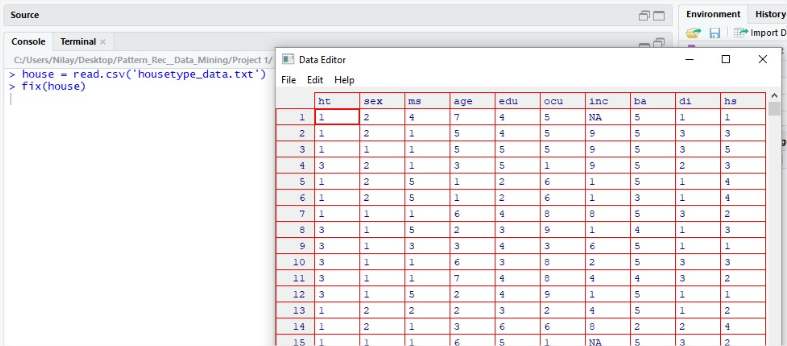 Source
Environment History
Import D
Console Terminal ×
C:/Users/Nilay/Desktop/Pattern_Rec__Data_Mining/Project 1/
> house = read.csv('housetype_data.txt')
> fix(house)
Data Editor
File Edit Help
ht sex ms age edu ocu inc ba di hs
1 1 2 4 7 4 5 NA 5 1 1
2 1 2 1 5 4 5 9 5 3 3
3 1 1 1 5 5 5 9 5 3 5
4 3 2 1 3 5 1 9 5 2 3
5 1 2 5 1 2 6 1 5 1 4
6 1 2 5 1 2 6 1 3 1 4
7 1 1 1 6 4 8 8 5 3 2
8 3 1 5 2 3 9 1 4 1 3
9 3 1 3 3 4 3 6 5 1 1
10 3 1 1 6 3 8 2 5 3 3
11 3 1 1 7 4 8 4 4 3 2
12 3 1 5 2 4 9 1 5 1 1
13 1 2 2 2 3 2 4 5 1 2
14 1 2 1 3 6 6 8 2 2 4
15 1 1 1 6 5 1 NA 5 3 2